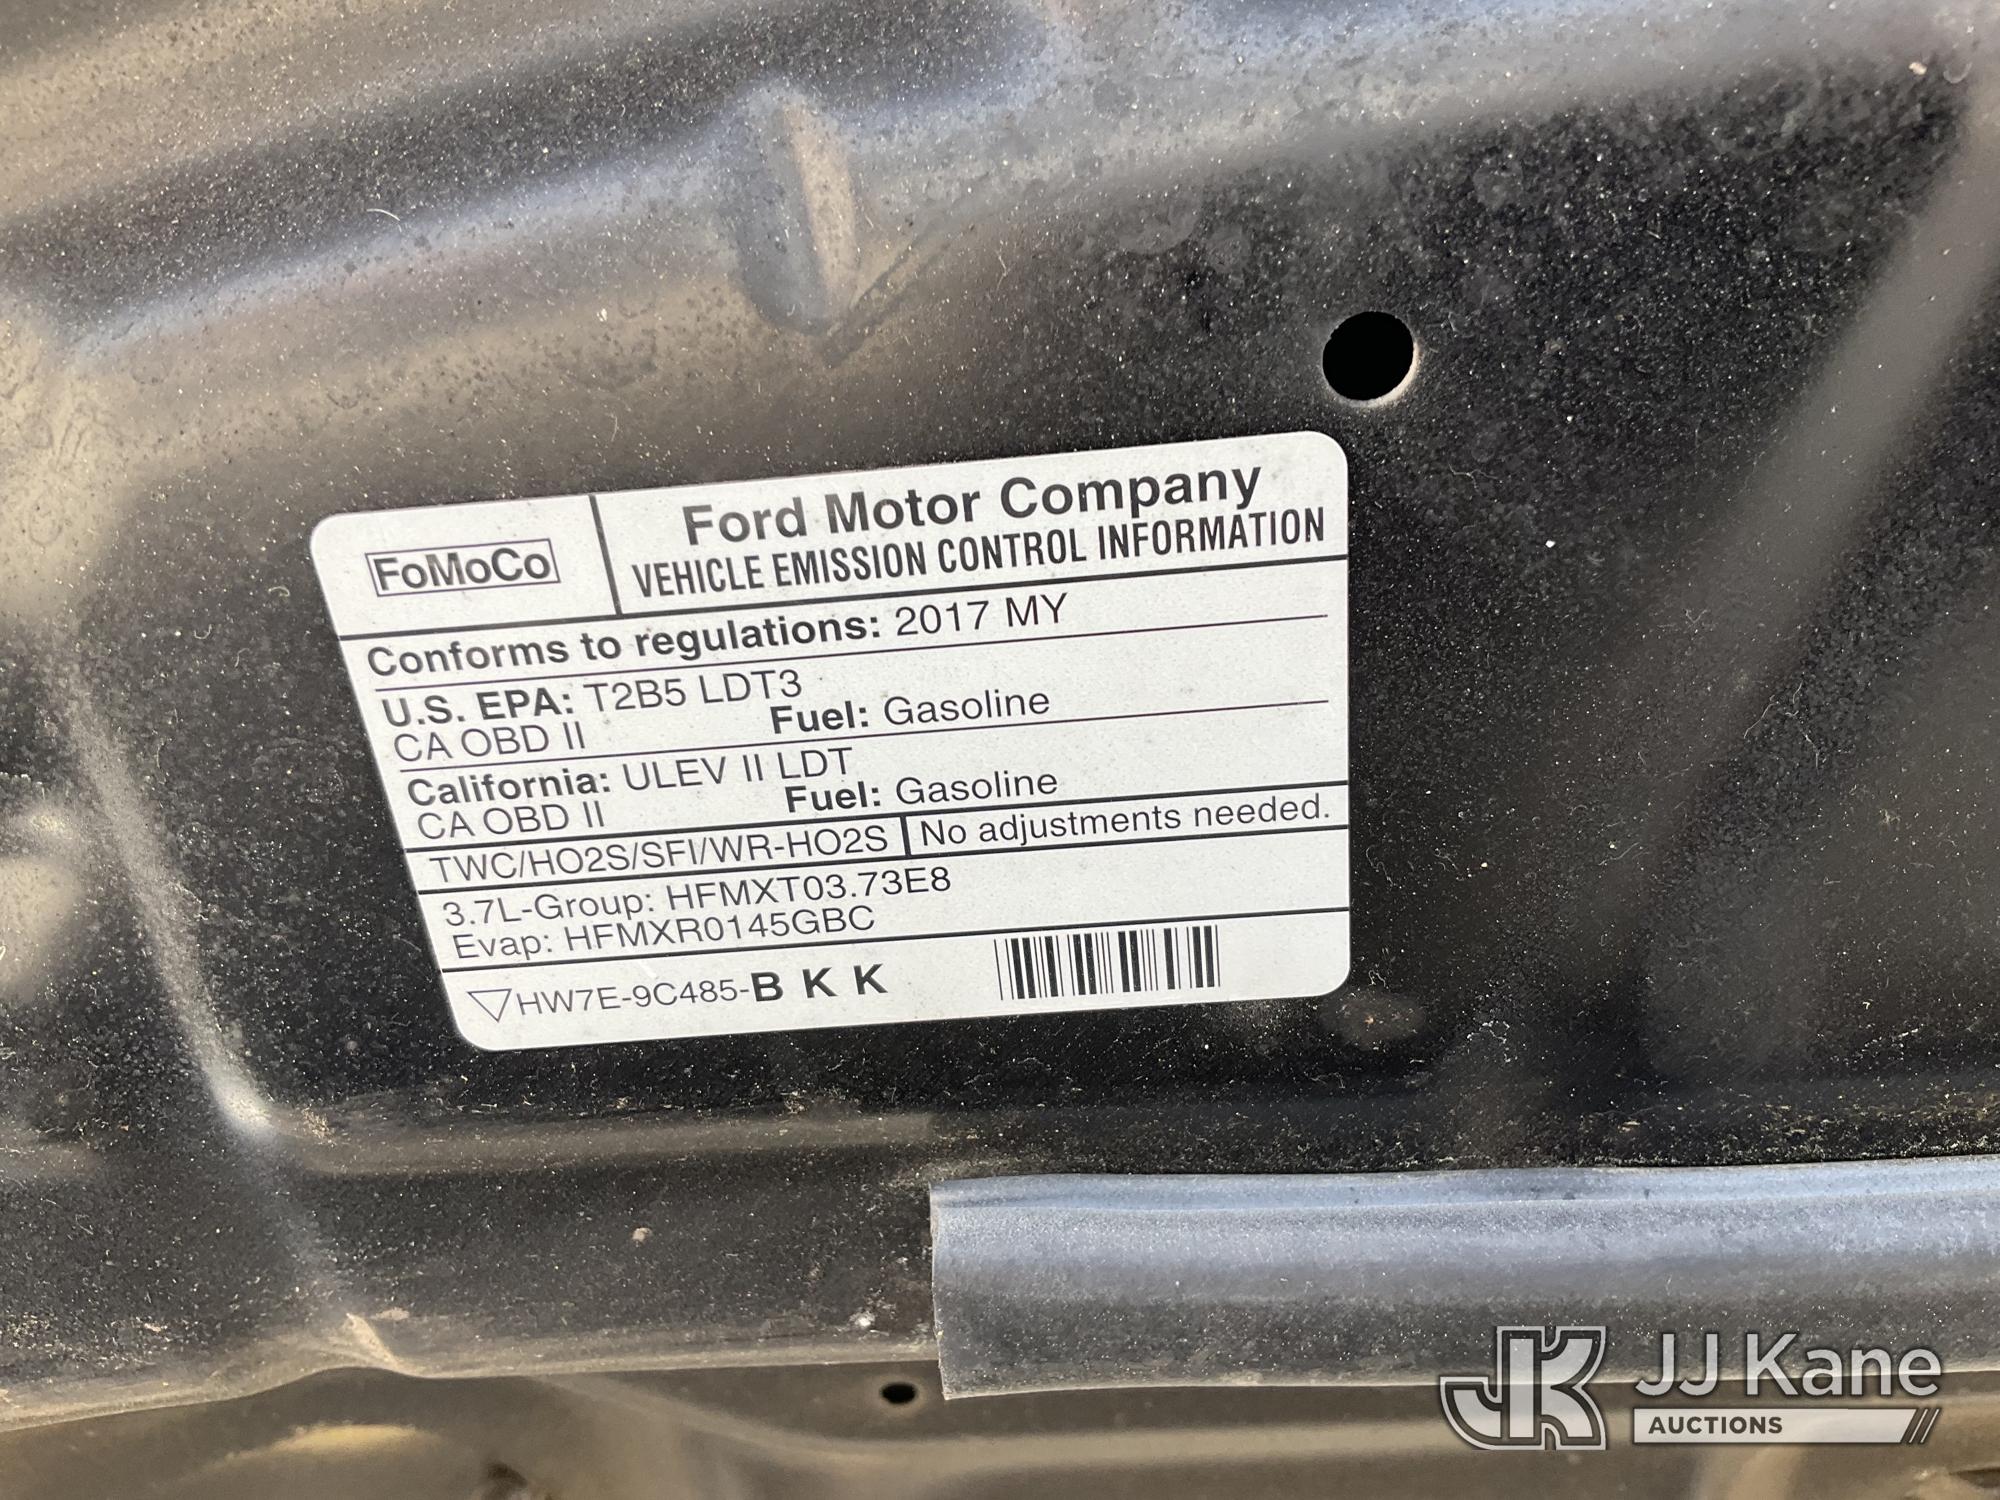 FoMoCo
Ford Motor Company
VEHICLE EMISSION CONTROL INFORMATION
Conforms to regulations: 2017 MY
U.S. EPA: T2B5 LDT3
CA OBD II Fuel: Gasoline
California: ULEV II LDT
CA OBD II Fuel: Gasoline
TWC/HO2S/SFI/WR-HO2S No adjustments needed.
3.7L-Group: HFMXT03.73E8
Evap: HFMXR0145GBC
HW7E-9C485-B K K
JK JJ Kane
AUCTIONS